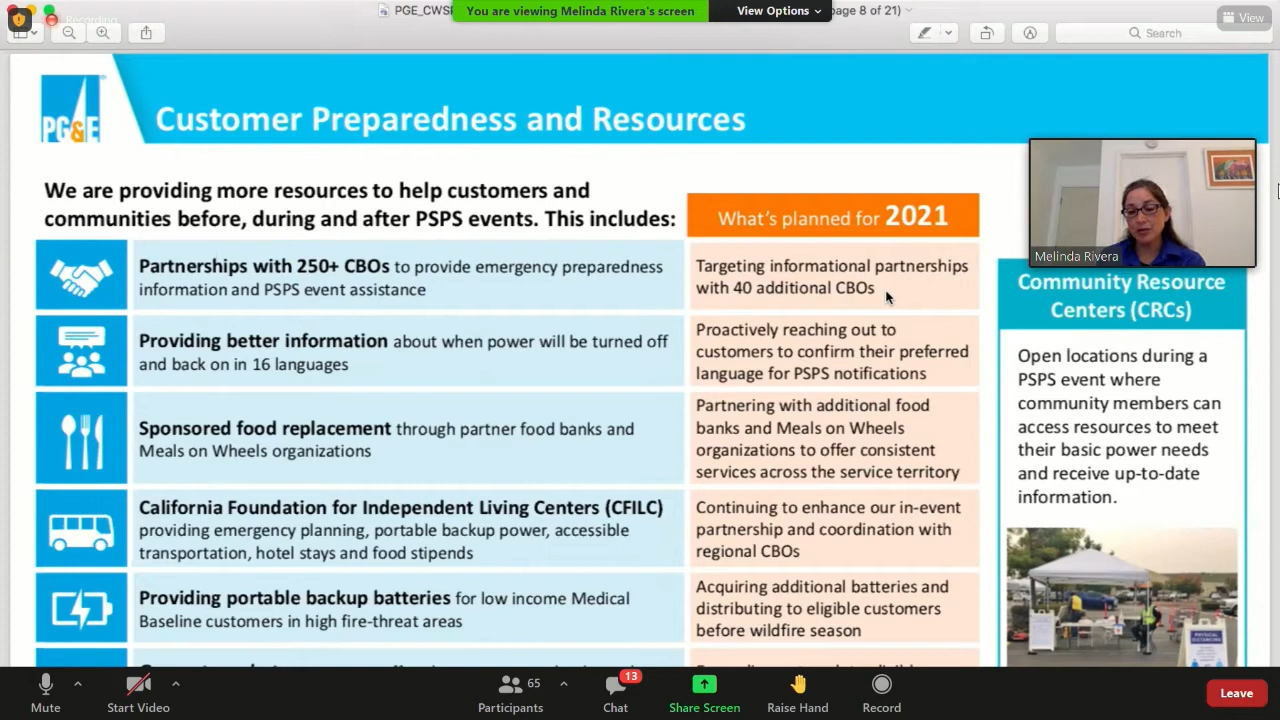 Recording
PGE_CWS
You are viewing Melinda Rivera's screen
View Options
page 8 of 21)
View
Search
PG&E
Customer Preparedness and Resources
We are providing more resources to help customers and
communities before, during and after PSPS events. This includes:
What's planned for 2021
Partnerships with 250+ CBOs to provide emergency preparedness
information and PSPS event assistance
Targeting informational partnerships
with 40 additional CBOs
Providing better information about when power will be turned off
and back on in 16 languages
Proactively reaching out to
customers to confirm their preferred
language for PSPS notifications
Sponsored food replacement through partner food banks and
Meals on Wheels organizations
Partnering with additional food
banks and Meals on Wheels
organizations to offer consistent
services across the service territory
California Foundation for Independent Living Centers (CFILC)
providing emergency planning, portable backup power, accessible
transportation, hotel stays and food stipends
Continuing to enhance our in-event
partnership and coordination with
regional CBOs
Providing portable backup batteries for low income Medical
Baseline customers in high fire-threat areas
Acquiring additional batteries and
distributing to eligible customers
before wildfire season
Melinda Rivera
Community Resource
Centers (CRCs)
Open locations during a
PSPS event where
community members can
access resources to meet
their basic power needs
and receive up-to-date
information.
PHYSICAL
DISTANCING
Mute
Start Video
65
Participants
13
Chat
Share Screen
Raise Hand
Record
Leave